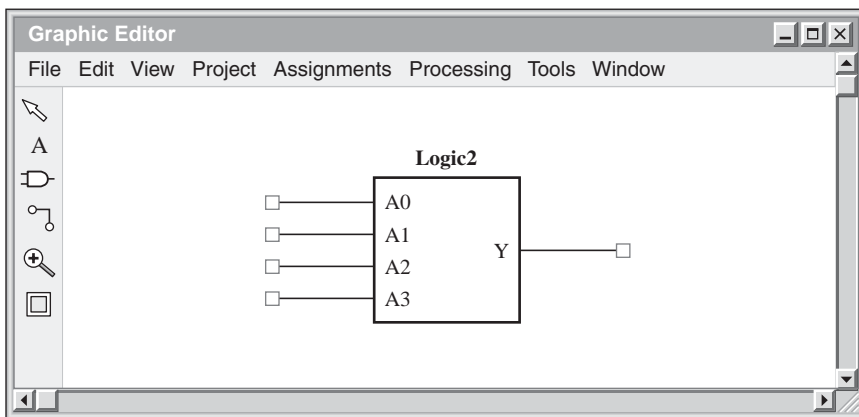 Graphic Editor
File Edit View Project Assignments Processing Tools Window
A
Logic2
A0
A1
Y
A2
A3